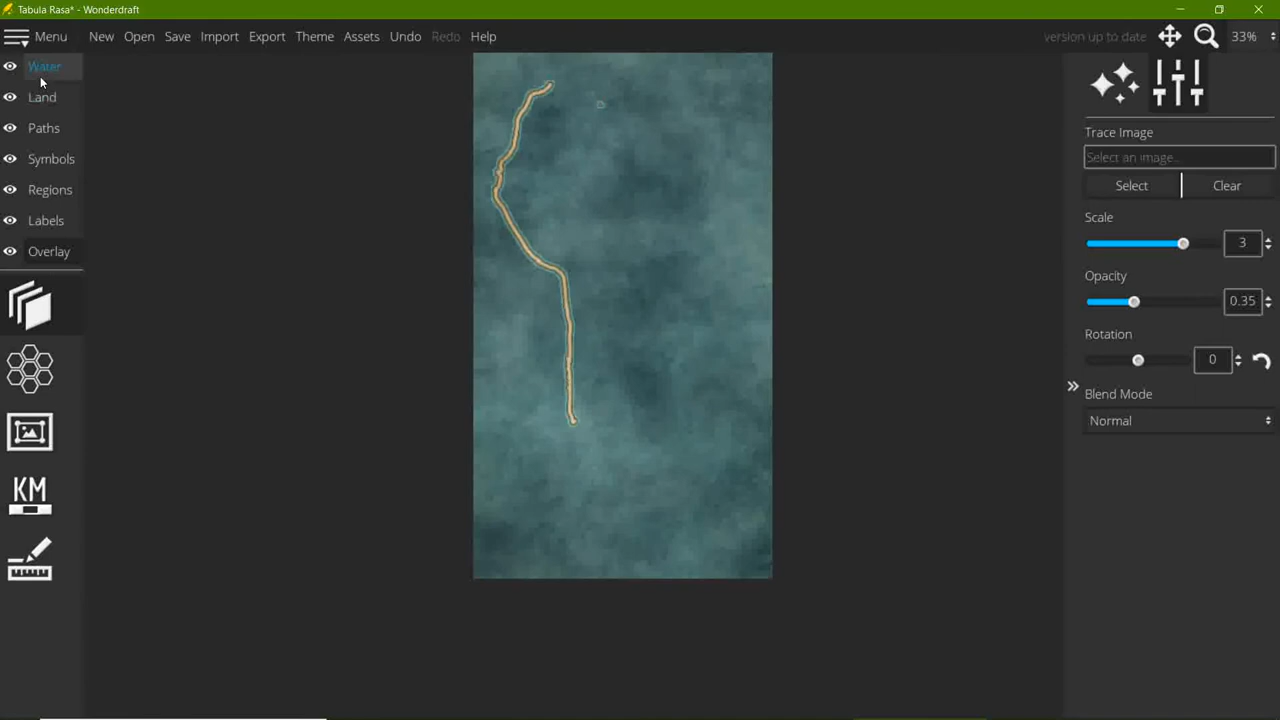 Tabula Rasa* - Wonderdraft
Menu New Open Save Import Export Theme Assets Undo Redo Help version up to date 33%
Water
Land
Paths
Symbols
Regions
Labels
Overlay
KM
Trace Image
Select an image...
Select Clear
Scale
3
Opacity
0.35
Rotation
0
Blend Mode
Normal